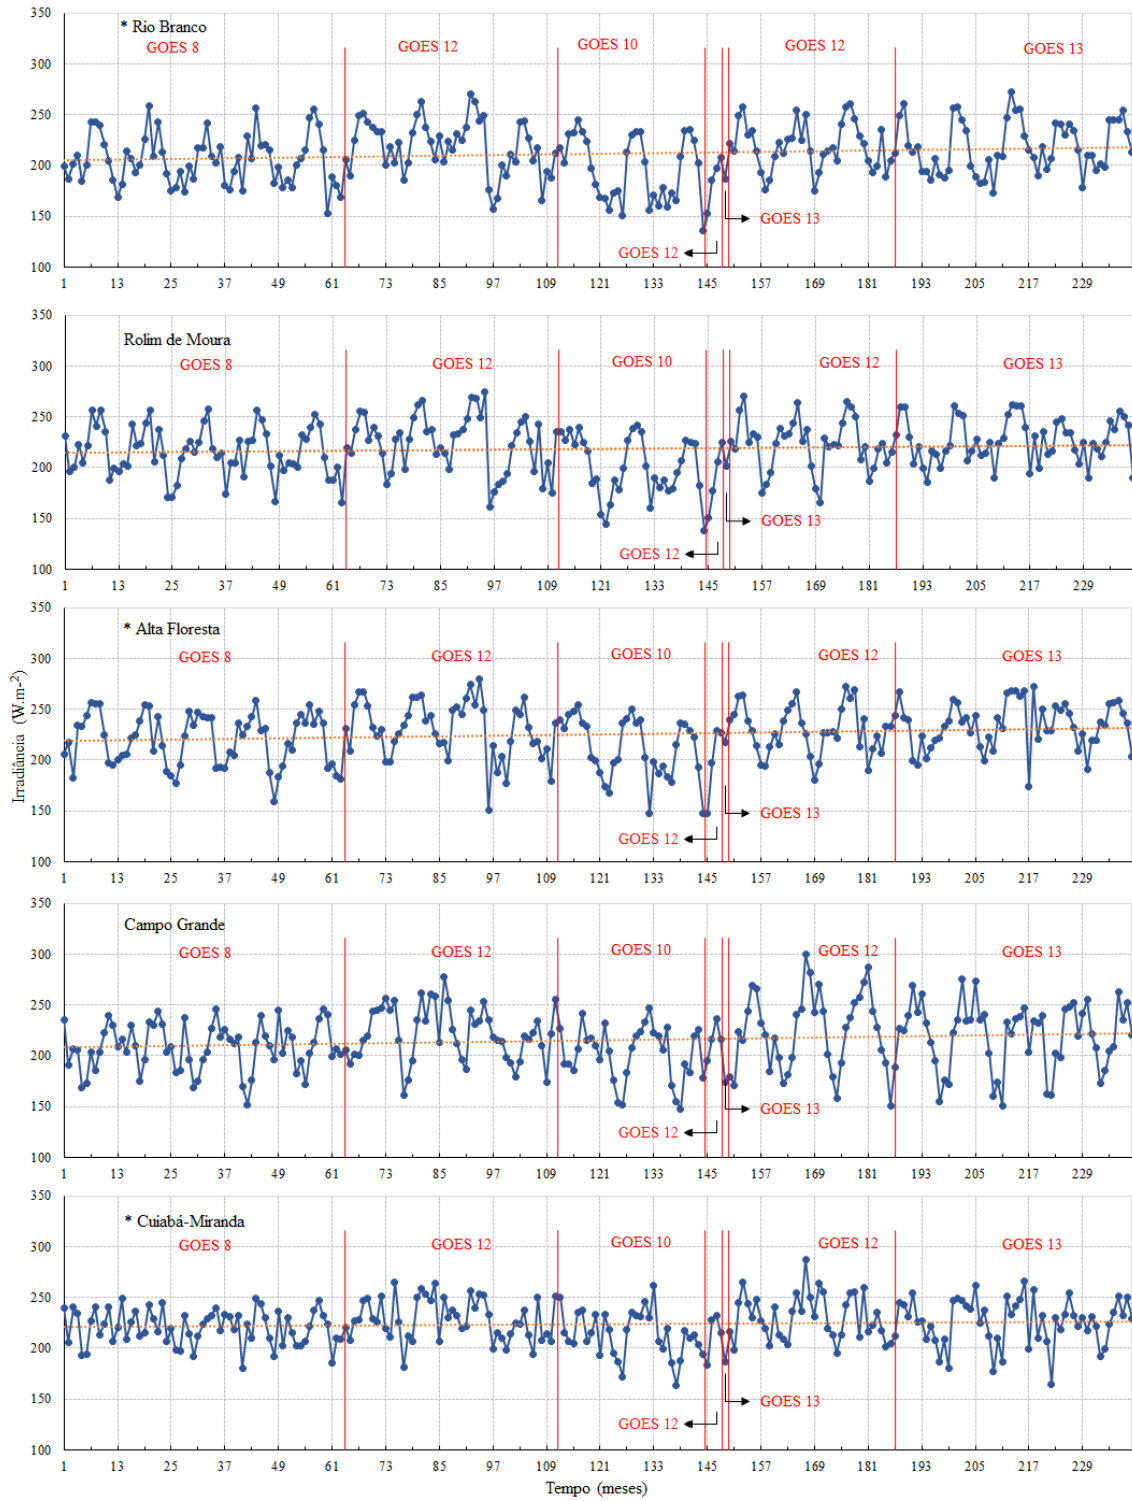 * Rio Branco
GOES 8 GOES 12 GOES 10 GOES 12 GOES 13
GOES 13
GOES 12
350
300
250
200
150
100
1 13 25 37 49 61 73 85 97 109 121 133 145 157 169 181 193 205 217 229
Rolim de Moura
GOES 8 GOES 12 GOES 10 GOES 12 GOES 13
GOES 13
GOES 12
350
300
250
200
150
100
1 13 25 37 49 61 73 85 97 109 121 133 145 157 169 181 193 205 217 229
Irradiância (W.m-²)
* Alta Floresta
GOES 8 GOES 12 GOES 10 GOES 12 GOES 13
GOES 13
GOES 12
350
300
250
200
150
100
1 13 25 37 49 61 73 85 97 109 121 133 145 157 169 181 193 205 217 229
Campo Grande
GOES 8 GOES 12 GOES 10 GOES 12 GOES 13
GOES 13
GOES 12
350
300
250
200
150
100
1 13 25 37 49 61 73 85 97 109 121 133 145 157 169 181 193 205 217 229
* Cuiabá-Miranda
GOES 8 GOES 12 GOES 10 GOES 12 GOES 13
GOES 13
GOES 12
350
300
250
200
150
100
1 13 25 37 49 61 73 85 97 109 121 133 145 157 169 181 193 205 217 229
Tempo (meses)